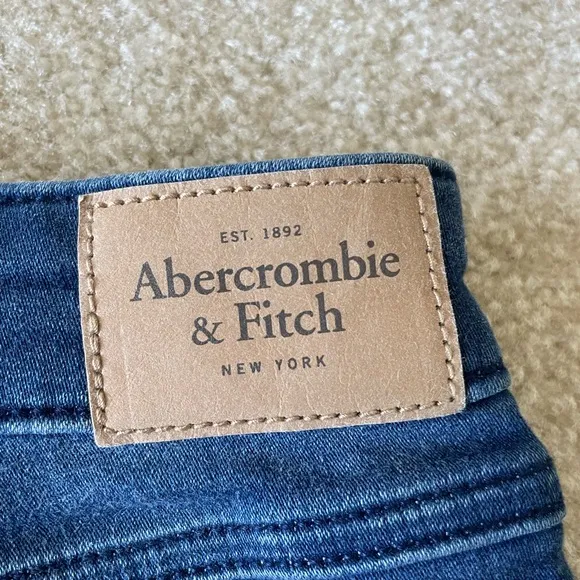 EST. 1892
Abercrombie
& Fitch
NEW YORK